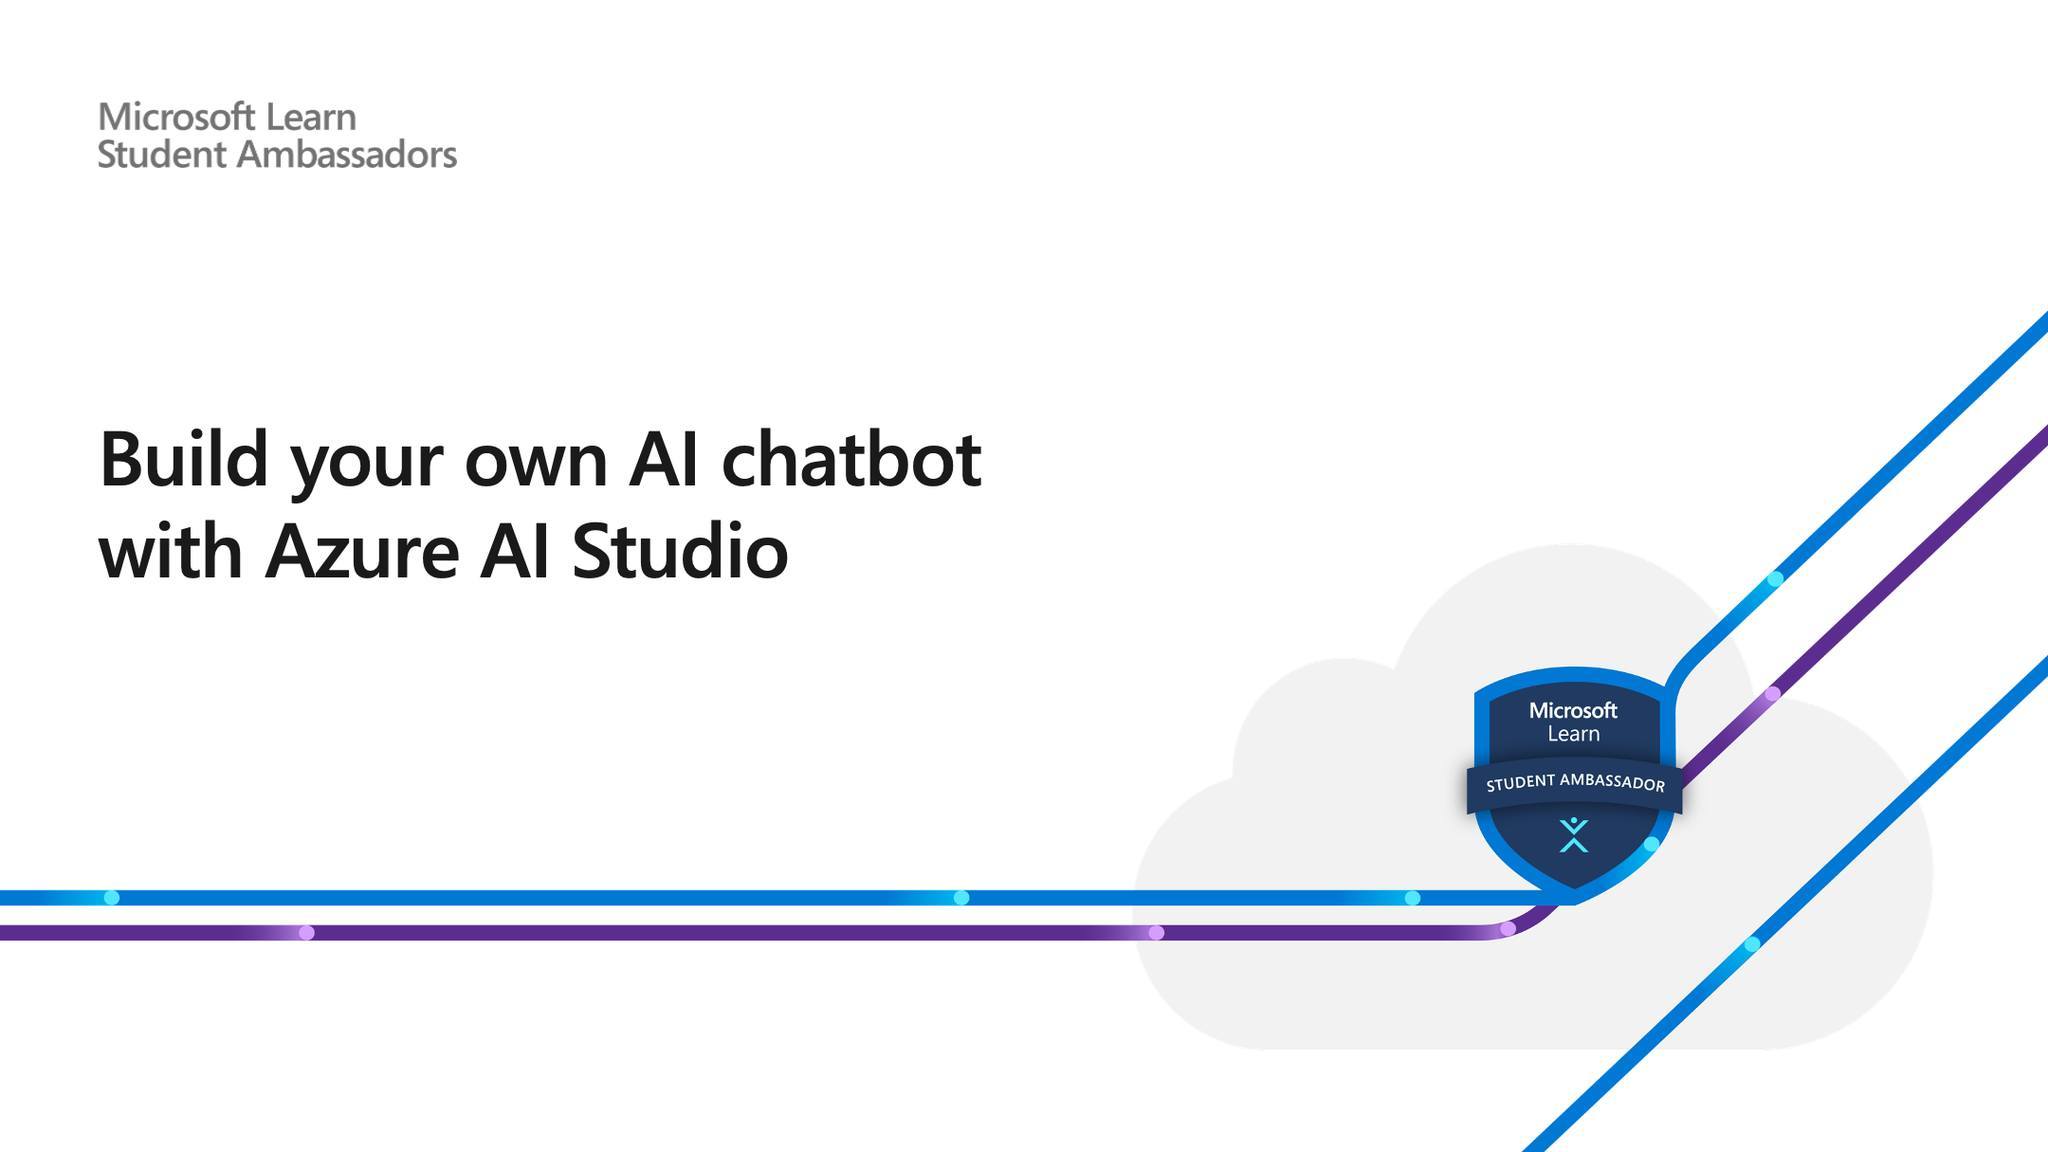 Microsoft Learn
Student Ambassadors
Build your own AI chatbot
with Azure AI Studio
Microsoft
Learn
STUDENT AMBASSADOR